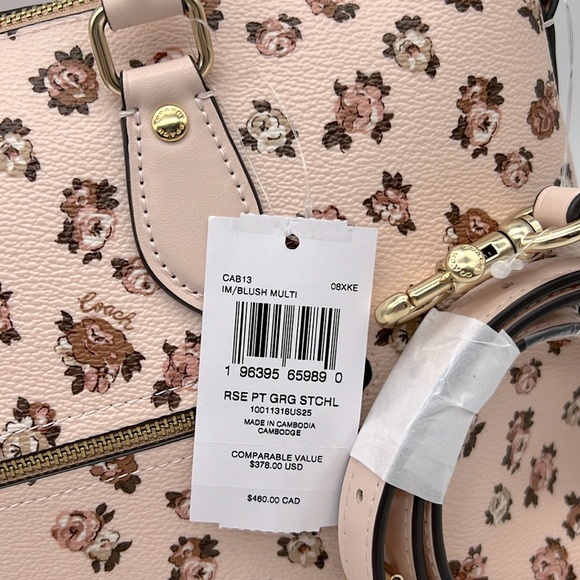 Coach
CAB13
IM/BLUSH MULTI 08XKE
1 96395 65989 0
RSE PT GRG STCHL
10011316US25
MADE IN CAMBODIA
CAMBODGE
COMPARABLE VALUE
$378.00 USD
$460.00 CAD